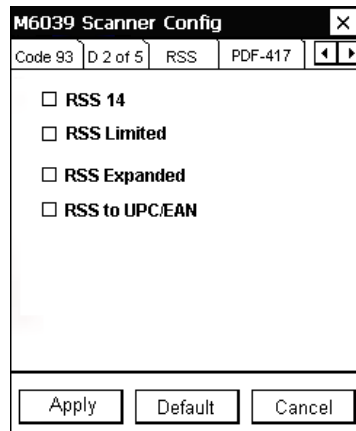 M6039 Scanner Config
Code 93 D 2 of 5 RSS PDF-417
RSS 14
RSS Limited
RSS Expanded
RSS to UPC/EAN
Apply Default Cancel